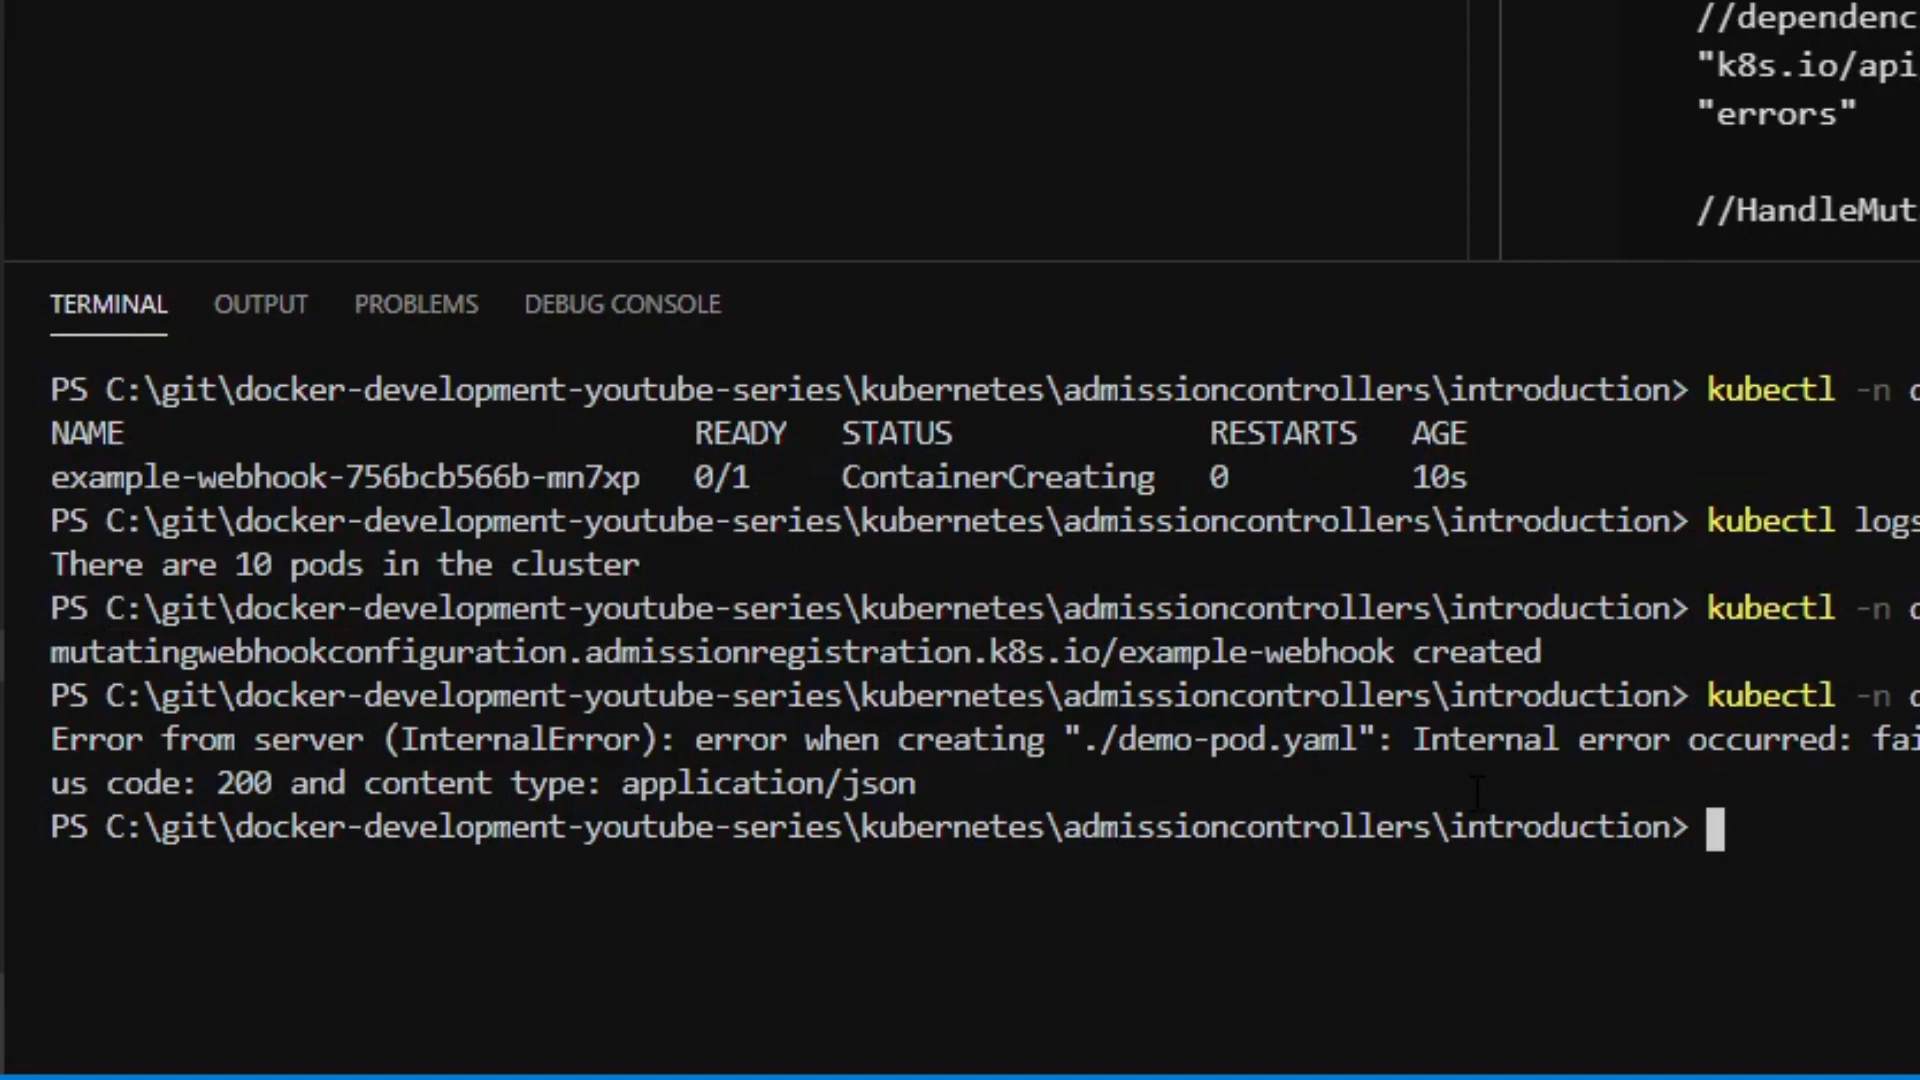 //dependenc
"k8s.io/api
"errors"
//HandleMut
TERMINAL OUTPUT PROBLEMS DEBUG CONSOLE
PS C:\git\docker-development-youtube-series\kubernetes\admissioncontrollers\introduction> kubectl -n d
NAME READY STATUS RESTARTS AGE
example-webhook-756bcb566b-mn7xp 0/1 ContainerCreating 0 10s
PS C:\git\docker-development-youtube-series\kubernetes\admissioncontrollers\introduction> kubectl logs
There are 10 pods in the cluster
PS C:\git\docker-development-youtube-series\kubernetes\admissioncontrollers\introduction> kubectl -n d
mutatingwebhookconfiguration.admissionregistration.k8s.io/example-webhook created
PS C:\git\docker-development-youtube-series\kubernetes\admissioncontrollers\introduction> kubectl -n d
Error from server (InternalError): error when creating "./demo-pod.yaml": Internal error occurred: fai
us code: 200 and content type: application/json
PS C:\git\docker-development-youtube-series\kubernetes\admissioncontrollers\introduction>